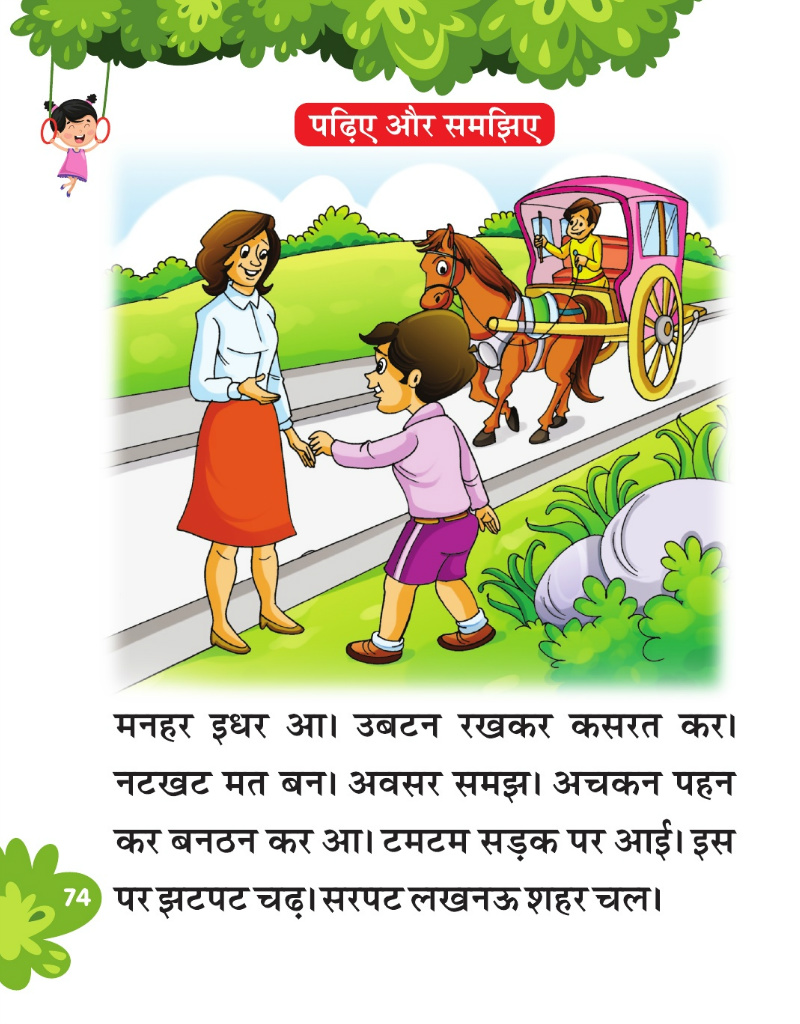 पढ़िए और समझिए
मनहर इधर आ। उबटन रखकर कसरत कर।
नटखट मत बन। अवसर समझ। अचकन पहन
कर बनठन कर आ। टमटम सड़क पर आई। इस
पर झटपट चढ़। सरपट लखनऊ शहर चल।
74